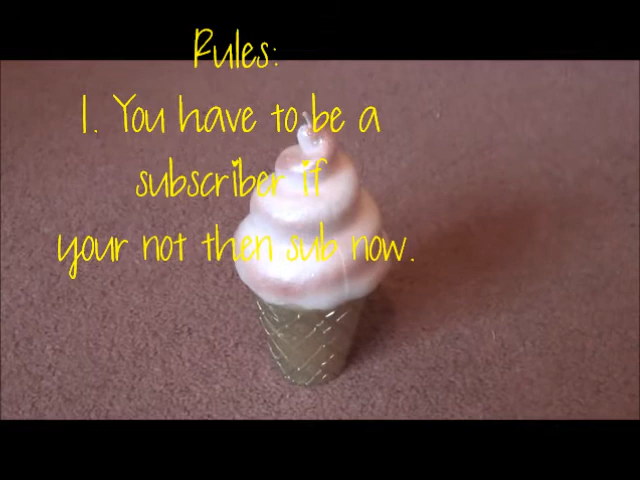 Rules:
1. You have to be a
subscriber if
your not then sub now.